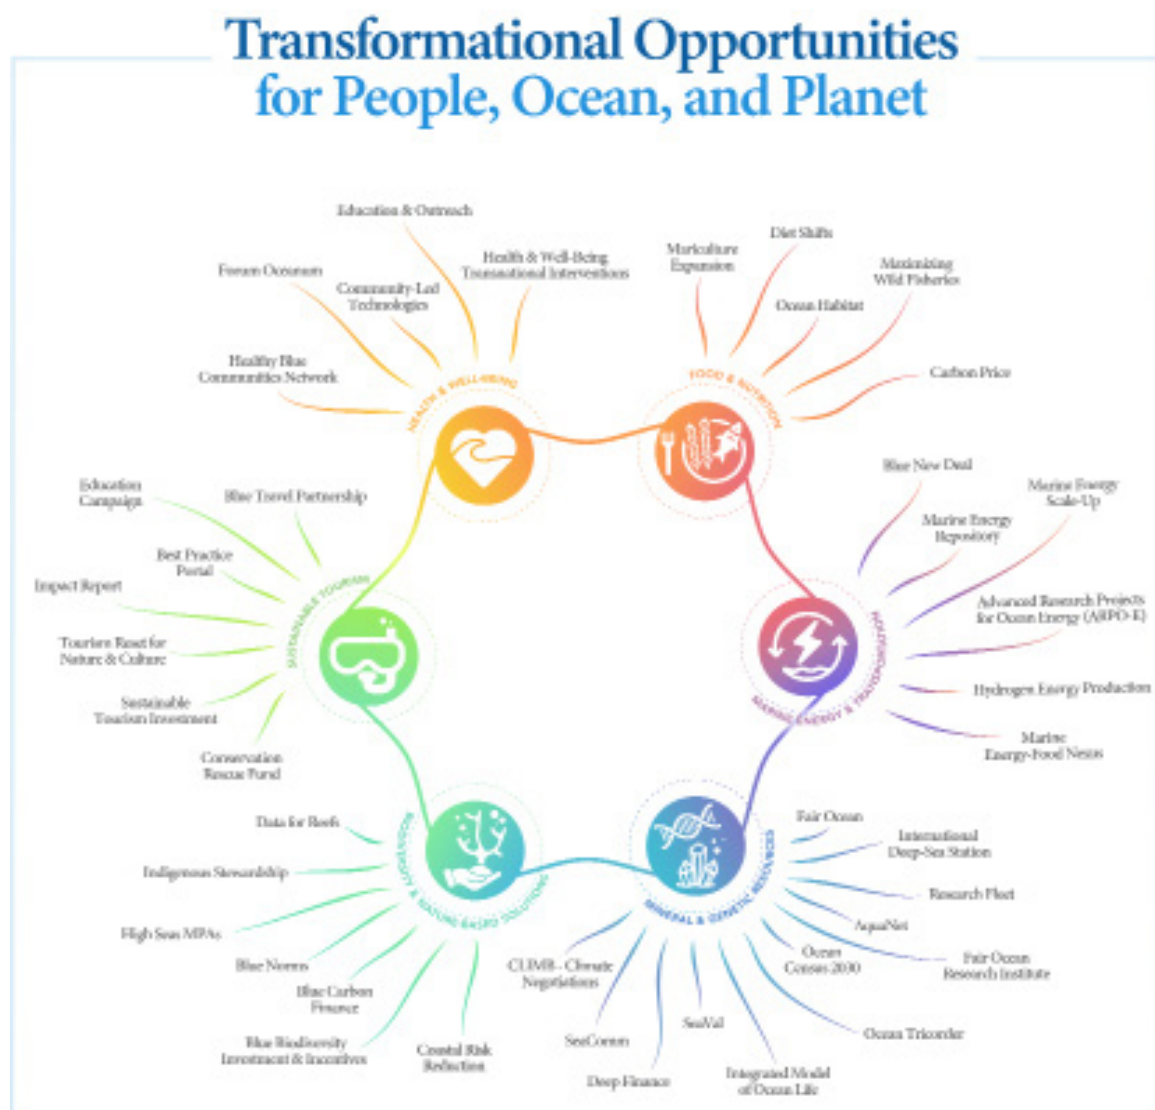 Transformational Opportunities
for People, Ocean, and Planet
Education & Outreach
Health & Well-Being
Transnational Interventions
Forum Oceanum
Community-Led
Technologies
Healthy Blue
Communities Network
HEALTH & WELL-BEING
Mariculture
Expansion
Diet Shifts
Maximizing
Wild Fisheries
Ocean Habitat
Carbon Price
FOOD & NUTRITION
Education
Campaign
Blue Travel Partnership
Best Practice
Portal
Impact Report
Tourism Reset for
Nature & Culture
Sustainable
Tourism Investment
Conservation
Rescue Fund
SUSTAINABLE TOURISM
Blue New Deal
Marine Energy
Scale-Up
Marine Energy
Repository
Advanced Research Projects
for Ocean Energy (ARPO-E)
Hydrogen Energy Production
Marine
Energy-Food Nexus
MARINE ENERGY & TRANSPORTATION
Data for Reefs
Indigenous Stewardship
High Seas MPAs
Blue Norms
Blue Carbon
Finance
Blue Biodiversity
Investment & Incentives
Coastal Risk
Reduction
BIODIVERSITY & NATURE-BASED SOLUTIONS
Fair Ocean
International
Deep-Sea Station
Research Fleet
AquaNet
Fair Ocean
Research Institute
Ocean
Census 2030
Ocean Tricorder
CLIMB - Climate
Negotiations
SeaComm
SeaVal
Deep Finance
Integrated Model
of Ocean Life
MINERAL & GENETIC RESOURCES